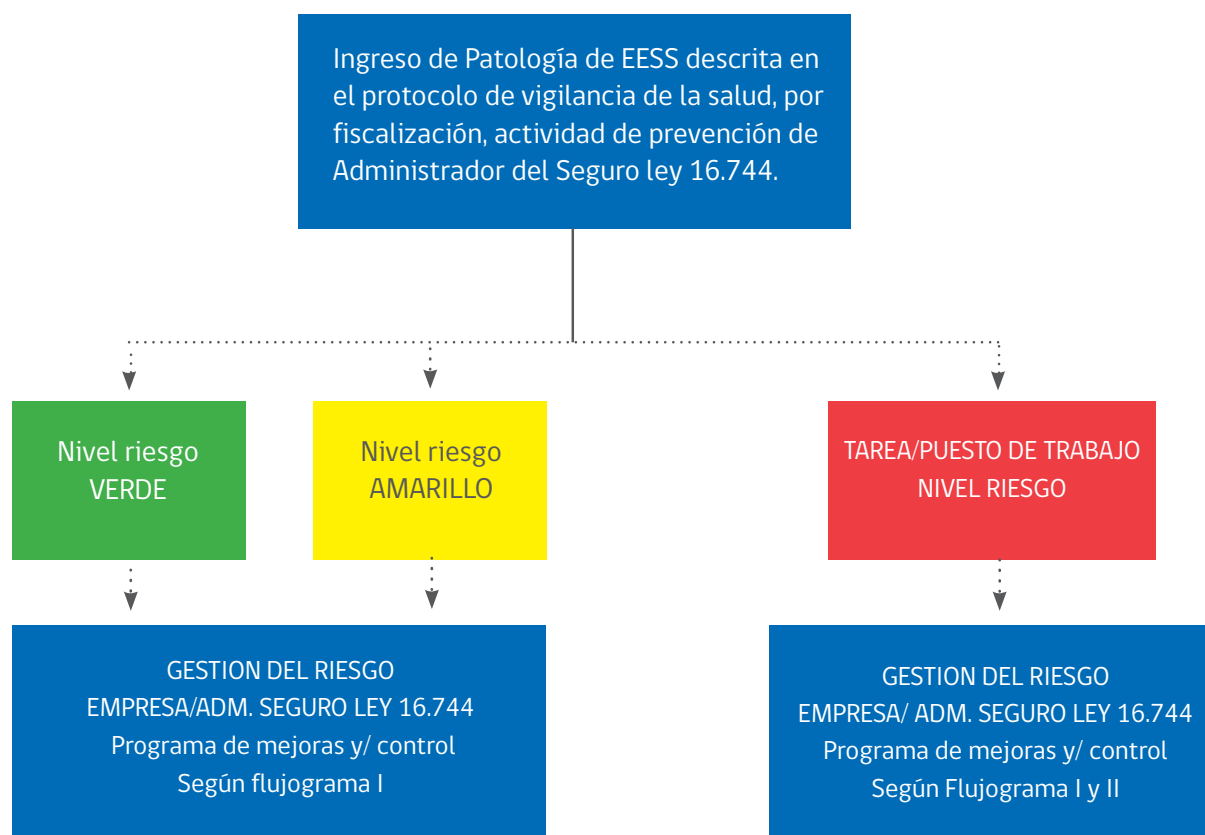 Ingreso de Patología de EESS descrita en
el protocolo de vigilancia de la salud, por
fiscalización, actividad de prevención de
Administrador del Seguro ley 16.744.
Nivel riesgo
VERDE
Nivel riesgo
AMARILLO
TAREA/PUESTO DE TRABAJO
NIVEL RIESGO
GESTION DEL RIESGO
EMPRESA/ADM. SEGURO LEY 16.744
Programa de mejoras y/ control
Según flujograma I
GESTION DEL RIESGO
EMPRESA/ ADM. SEGURO LEY 16.744
Programa de mejoras y/ control
Según Flujograma I y II